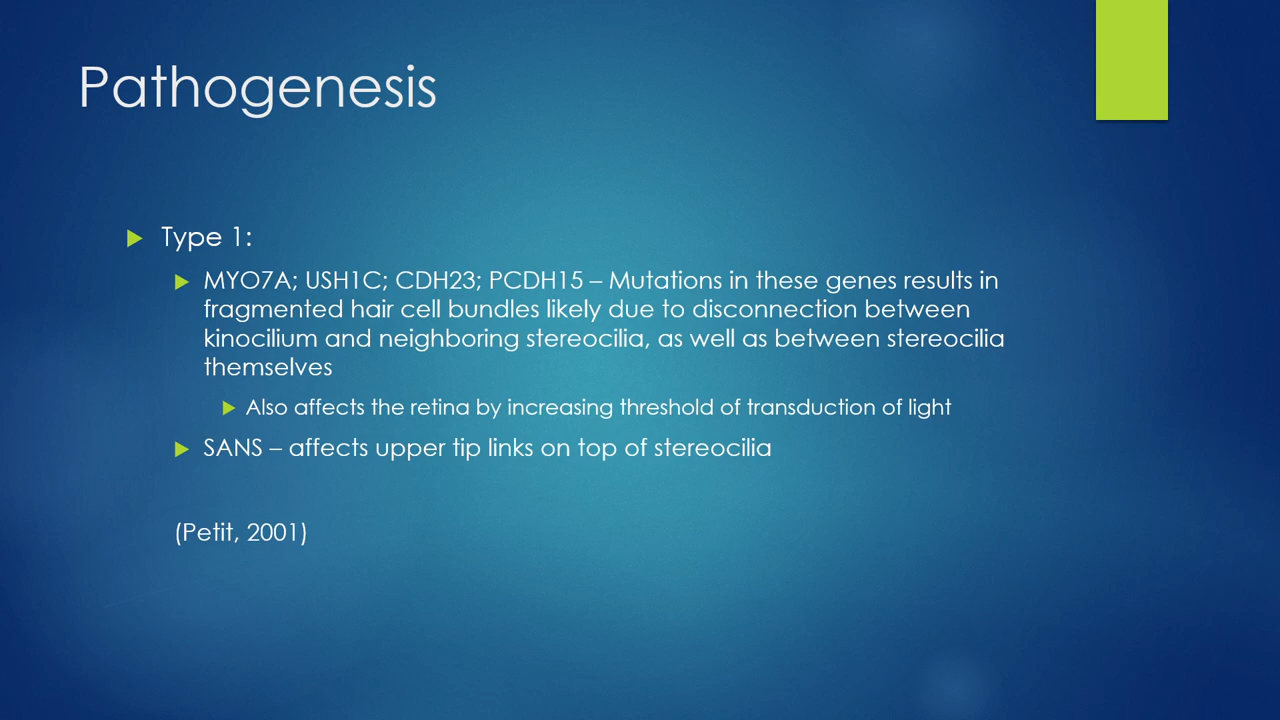 Pathogenesis
Type 1:
MYO7A; USH1C; CDH23; PCDH15 – Mutations in these genes results in
fragmented hair cell bundles likely due to disconnection between
kinocilium and neighboring stereocilia, as well as between stereocilia
themselves
Also affects the retina by increasing threshold of transduction of light
SANS – affects upper tip links on top of stereocilia
(Petit, 2001)